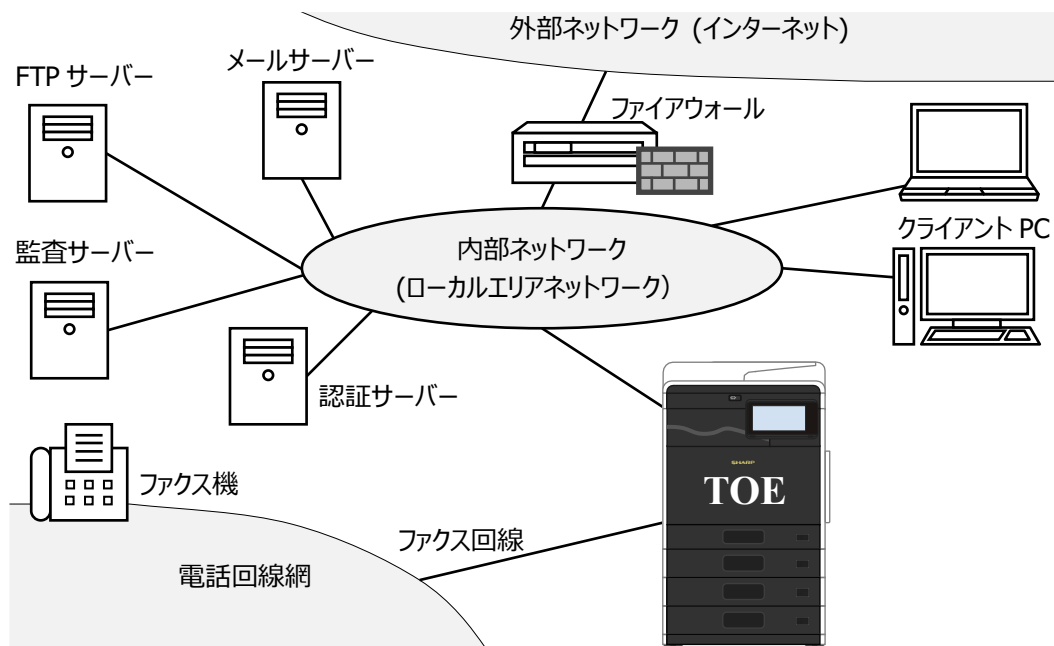 外部ネットワーク (インターネット)
メールサーバー
FTP サーバー
ファイアウォール
クライアント PC
内部ネットワーク
(ローカルエリアネットワーク)
監査サーバー
認証サーバー
SHARP
TOE
ファクス機
ファクス回線
電話回線網